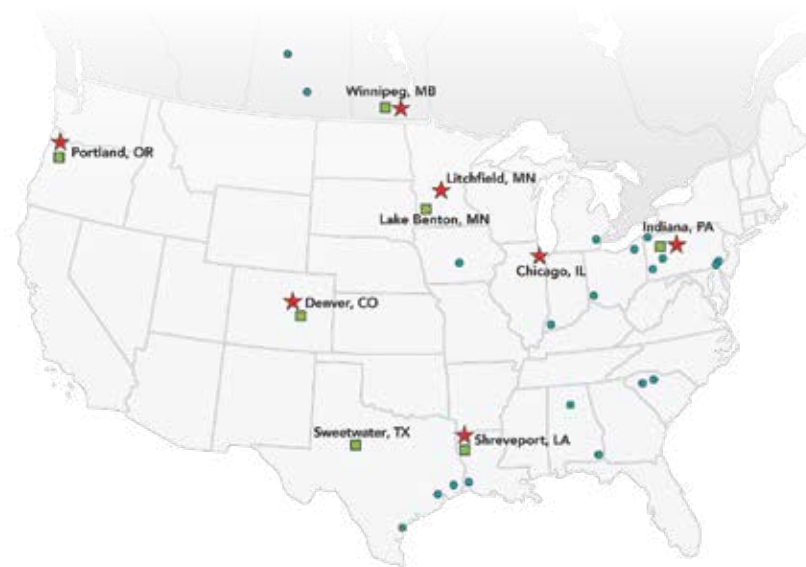 Winnipeg, MB
Portland, OR
Litchfield, MN
Lake Benton, MN
Indiana, PA
Chicago, IL
Denver, CO
Sweetwater, TX
Shreveport, LA